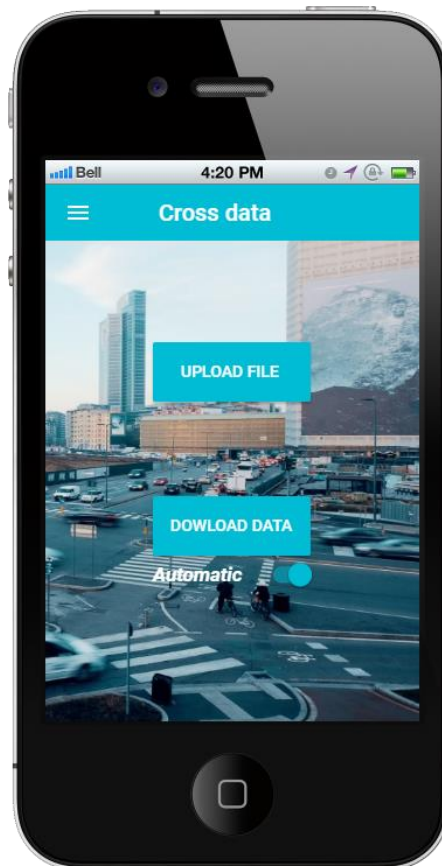 Bell 4:20 PM
Cross data
UPLOAD FILE
DOWLOAD DATA
Automatic